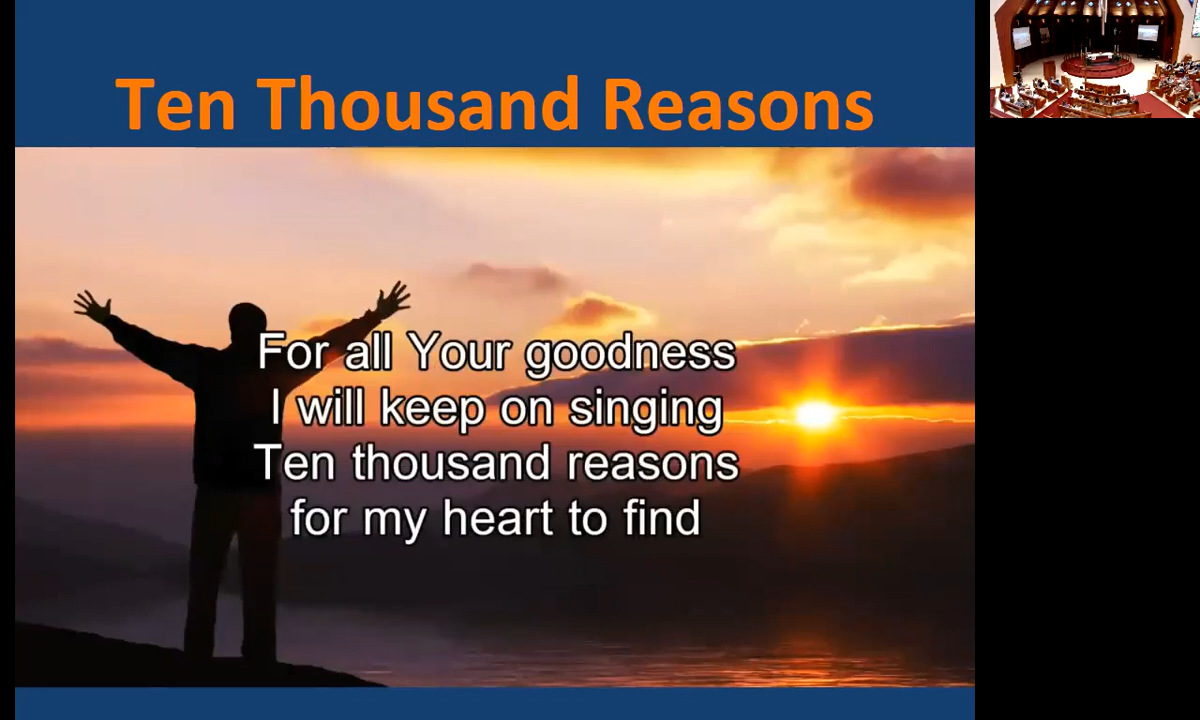 Ten Thousand Reasons
For all Your goodness
I will keep on singing
Ten thousand reasons
for my heart to find